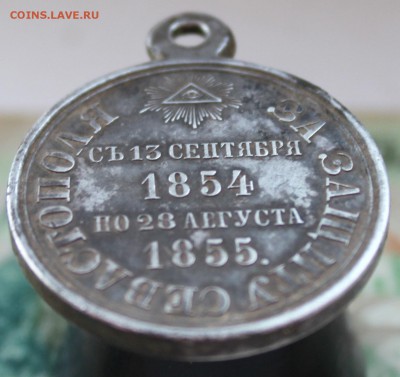 COINS.LAVE.RU
ЗА ЗАЩИТУ СЕВАСТОПОЛЯ
СЪ 13 СЕНТЯБРЯ
1854
ПО 28 АВГУСТА
1855.